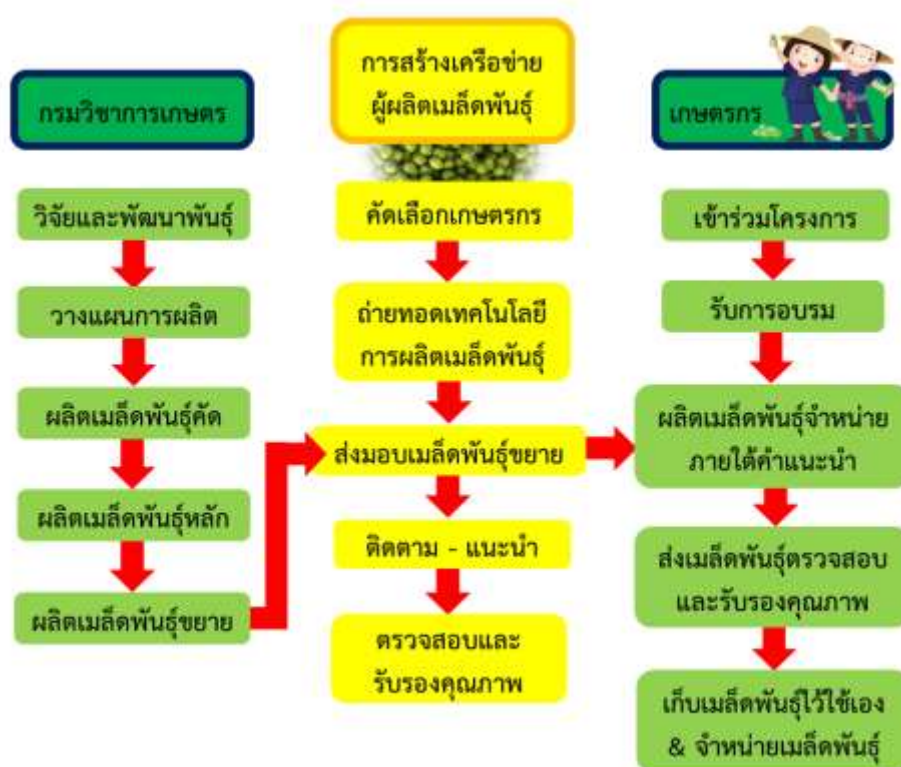 กรมวิชาการเกษตร
วิจัยและพัฒนาพันธุ์
วางแผนการผลิต
ผลิตเมล็ดพันธุ์คัด
ผลิตเมล็ดพันธุ์หลัก
ผลิตเมล็ดพันธุ์ขยาย
การสร้างเครือข่าย
ผู้ผลิตเมล็ดพันธุ์
คัดเลือกเกษตรกร
ถ่ายทอดเทคโนโลยี
การผลิตเมล็ดพันธุ์
ส่งมอบเมล็ดพันธุ์ขยาย
ติดตาม - แนะนำ
ตรวจสอบและ
รับรองคุณภาพ
เกษตรกร
เข้าร่วมโครงการ
รับการอบรม
ผลิตเมล็ดพันธุ์จำหน่าย
ภายใต้คำแนะนำ
ส่งเมล็ดพันธุ์ตรวจสอบ
และรับรองคุณภาพ
เก็บเมล็ดพันธุ์ไว้ใช้เอง
& จำหน่ายเมล็ดพันธุ์